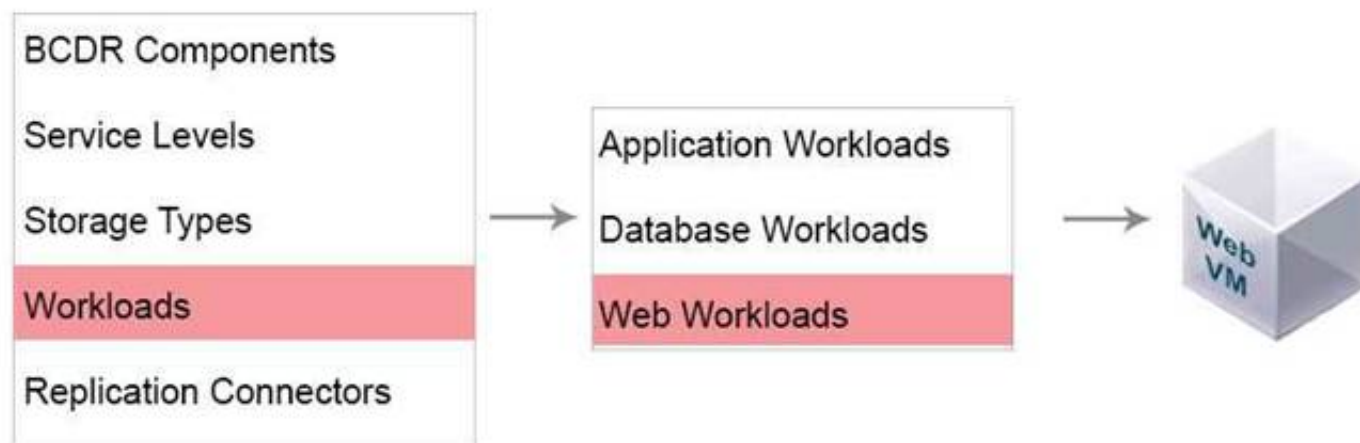 BCDR Components
Service Levels
Storage Types
Workloads
Replication Connectors
Application Workloads
Database Workloads
Web Workloads
Web
VM